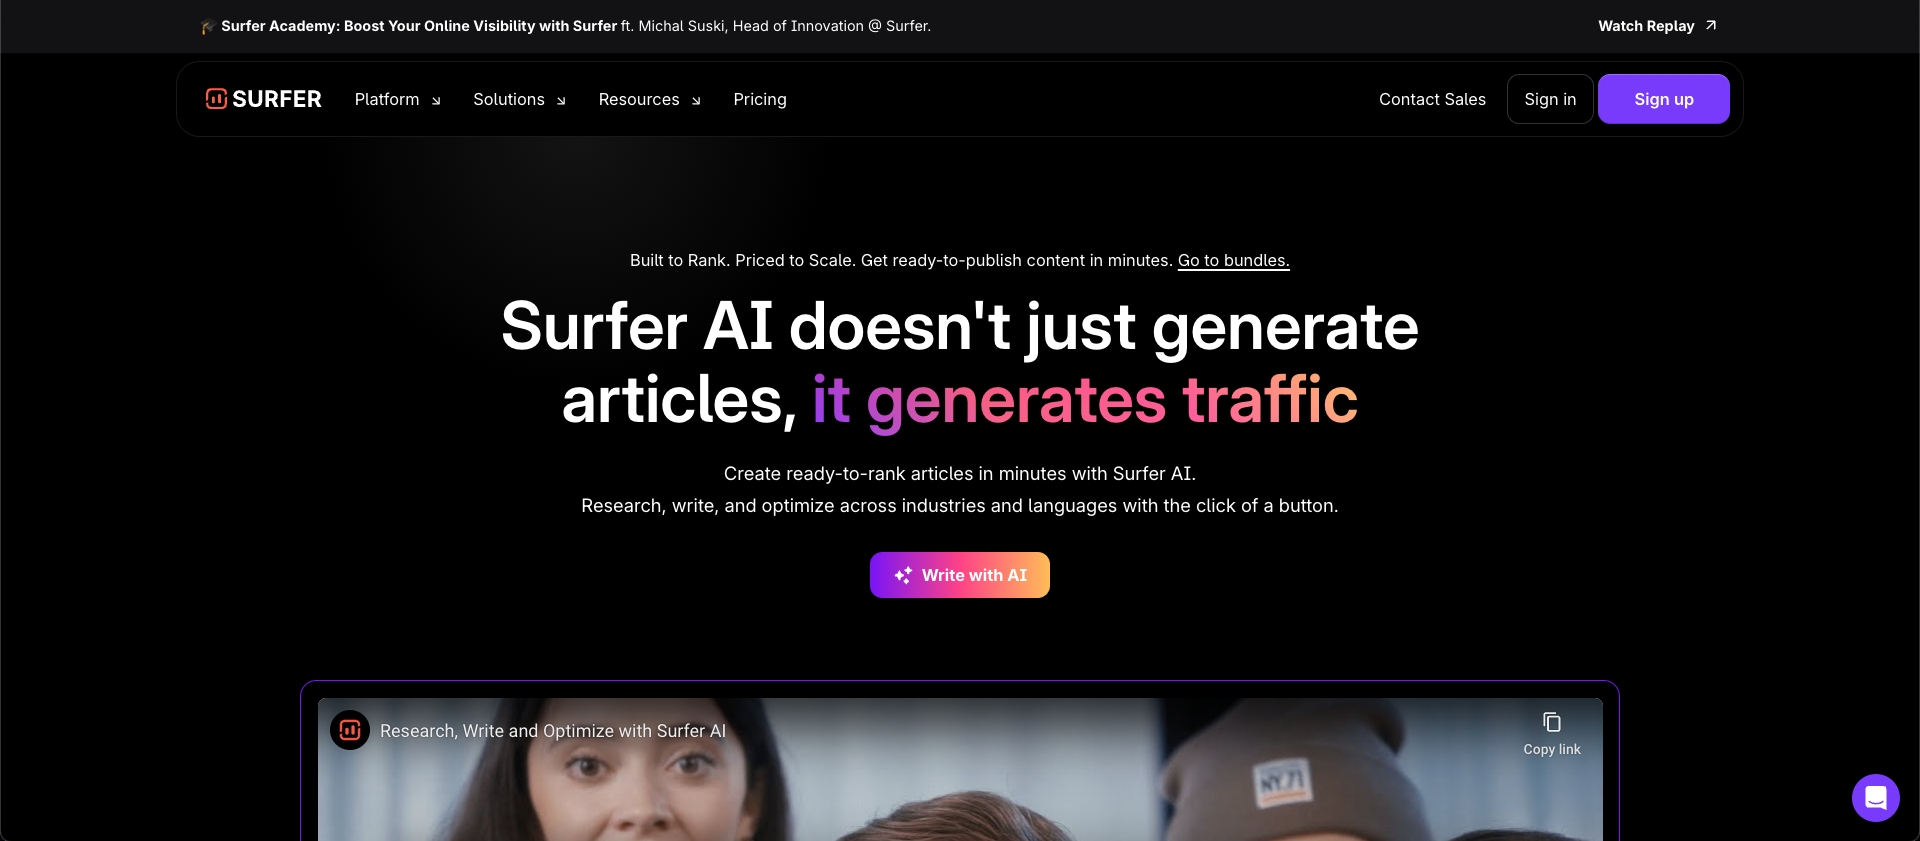 🎓 Surfer Academy: Boost Your Online Visibility with Surfer ft. Michal Suski, Head of Innovation @ Surfer.
Watch Replay
SURFER
Platform
Solutions
Resources
Pricing
Contact Sales
Sign in
Sign up
Built to Rank. Priced to Scale. Get ready-to-publish content in minutes. Go to bundles.
Surfer AI doesn't just generate
articles, it generates traffic
Create ready-to-rank articles in minutes with Surfer AI.
Research, write, and optimize across industries and languages with the click of a button.
Write with AI
Research, Write and Optimize with Surfer AI
Copy link
NY.71